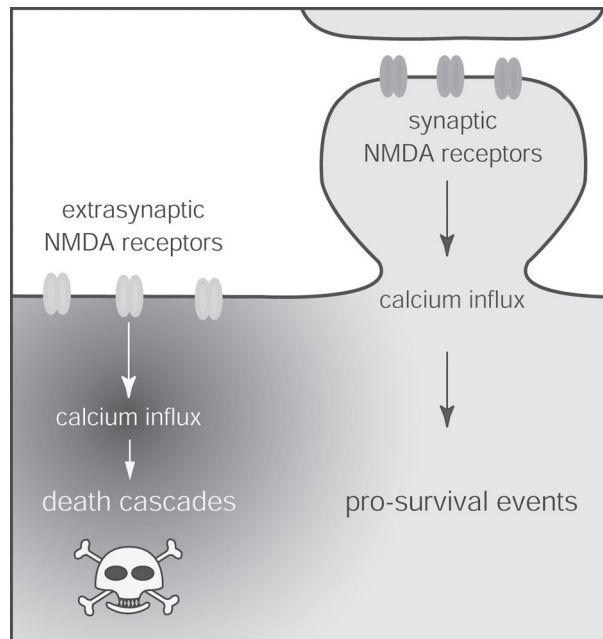 synaptic
NMDA receptors
extrasynaptic
NMDA receptors
calcium influx
calcium influx
death cascades
pro-survival events